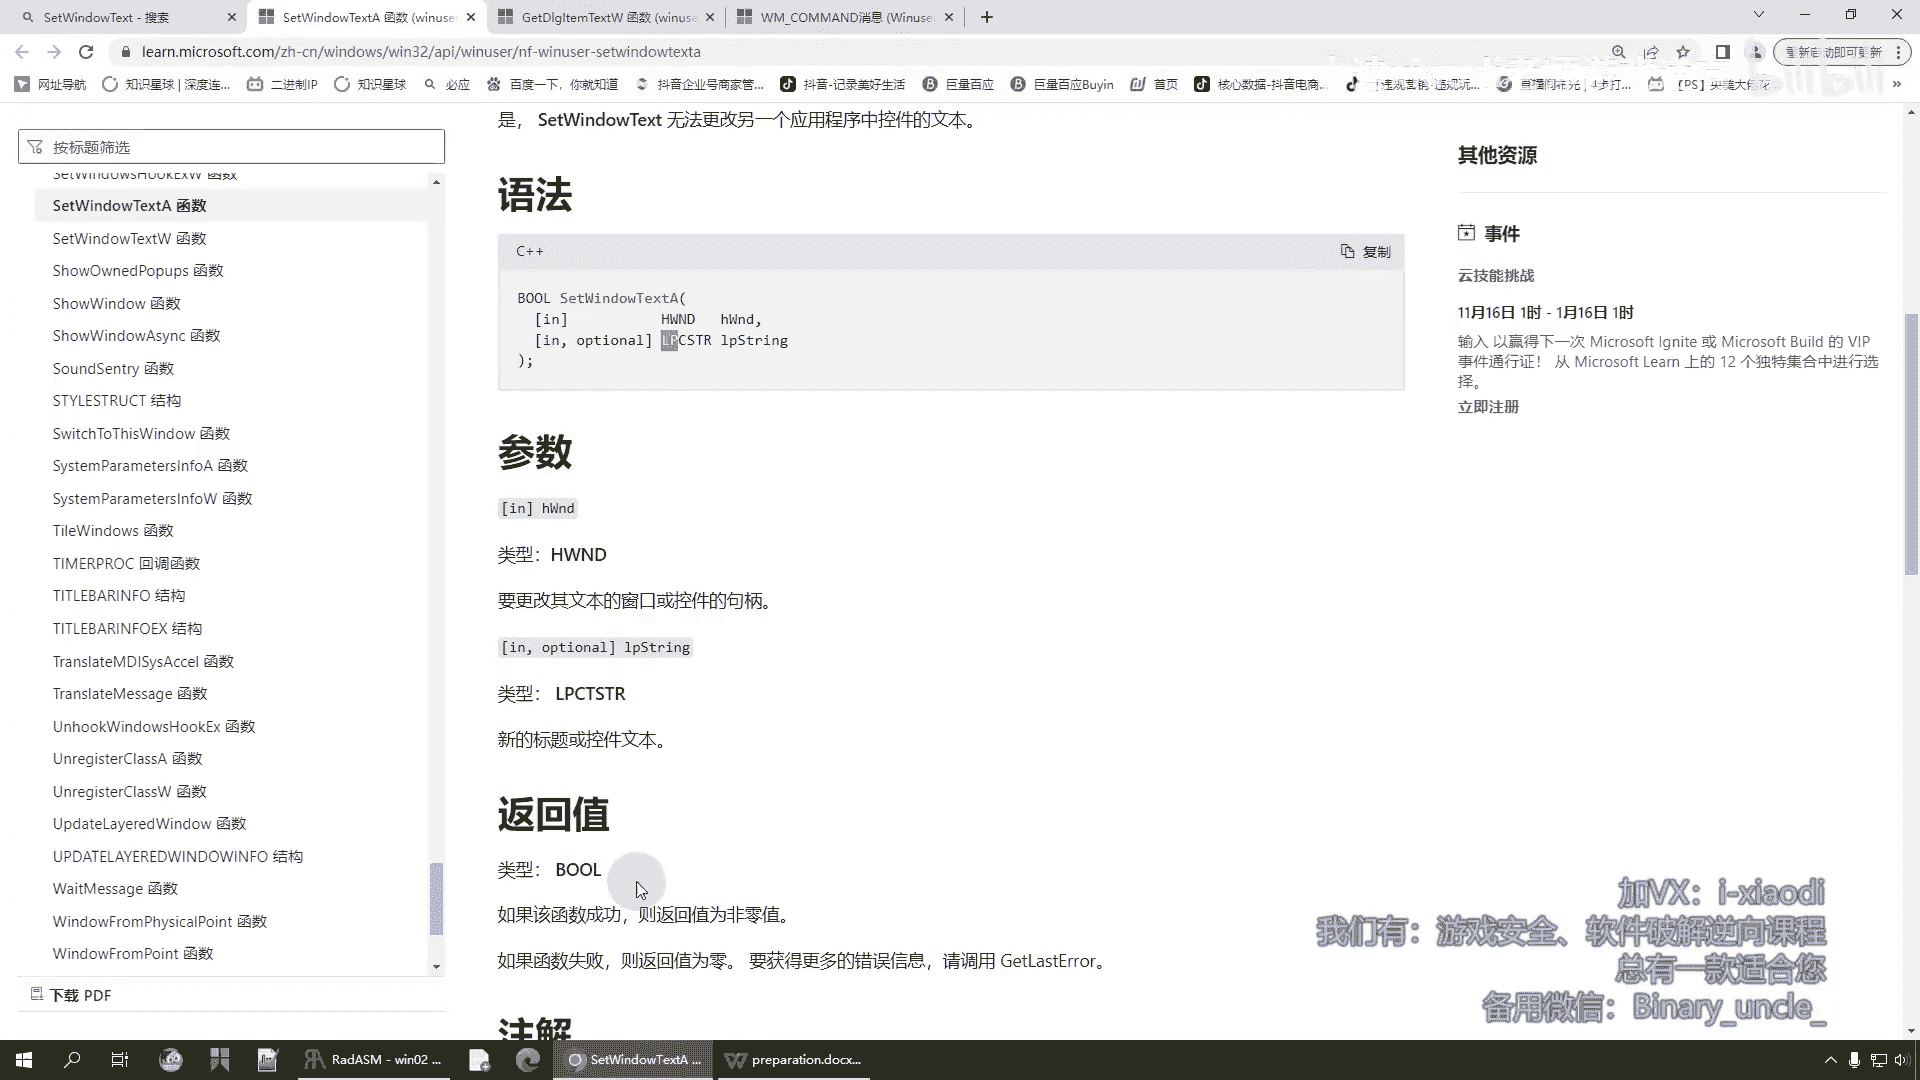 SetWindowText - 搜索
SetWindowTextA 函数 (winuse
GetDlgItemTextW 函数 (winuse
WM_COMMAND消息 (Winuse
learn.microsoft.com/zh-cn/windows/win32/api/winuser/nf-winuser-setwindowtexta
重新启动即可更新
网址导航
知识星球 | 深度连...
二进制IP
知识星球
必应
百度一下，你就知道
抖音企业号商家管...
抖音-记录美好生活
巨量百应
巨量百应Buyin
首页
核心数据-抖音电商...
按标题筛选
SetWindowsHookExW 函数
SetWindowTextA 函数
SetWindowTextW 函数
ShowOwnedPopups 函数
ShowWindow 函数
ShowWindowAsync 函数
SoundSentry 函数
STYLESTRUCT 结构
SwitchToThisWindow 函数
SystemParametersInfoA 函数
SystemParametersInfoW 函数
TileWindows 函数
TIMERPROC 回调函数
TITLEBARINFO 结构
TITLEBARINFOEX 结构
TranslateMDISysAccel 函数
TranslateMessage 函数
UnhookWindowsHookEx 函数
UnregisterClassA 函数
UnregisterClassW 函数
UpdateLayeredWindow 函数
UPDATELAYEREDWINDOWINFO 结构
WaitMessage 函数
WindowFromPhysicalPoint 函数
WindowFromPoint 函数
下载 PDF
是， SetWindowText 无法更改另一个应用程序中控件的文本。
语法
C++
复制
BOOL SetWindowTextA(
[in] HWND hWnd,
[in, optional] LPCSTR lpString
);
参数
[in] hWnd
类型：HWND
要更改其文本的窗口或控件的句柄。
[in, optional] lpString
类型： LPCTSTR
新的标题或控件文本。
返回值
类型： BOOL
如果该函数成功，则返回值为非零值。
如果函数失败，则返回值为零。 要获得更多的错误信息，请调用 GetLastError。
注解
其他资源
事件
云技能挑战
11月16日 1时 - 1月16日 1时
输入 以赢得下一次 Microsoft Ignite 或 Microsoft Build 的 VIP
事件通行证！ 从 Microsoft Learn 上的 12 个独特集合中进行选
择。
立即注册
加VX：i-xiaodi
我们有：游戏安全、软件破解逆向课程
总有一款适合您
备用微信：Binary_uncle_
RadASM - win02 ...
SetWindowTextA ...
preparation.docx...